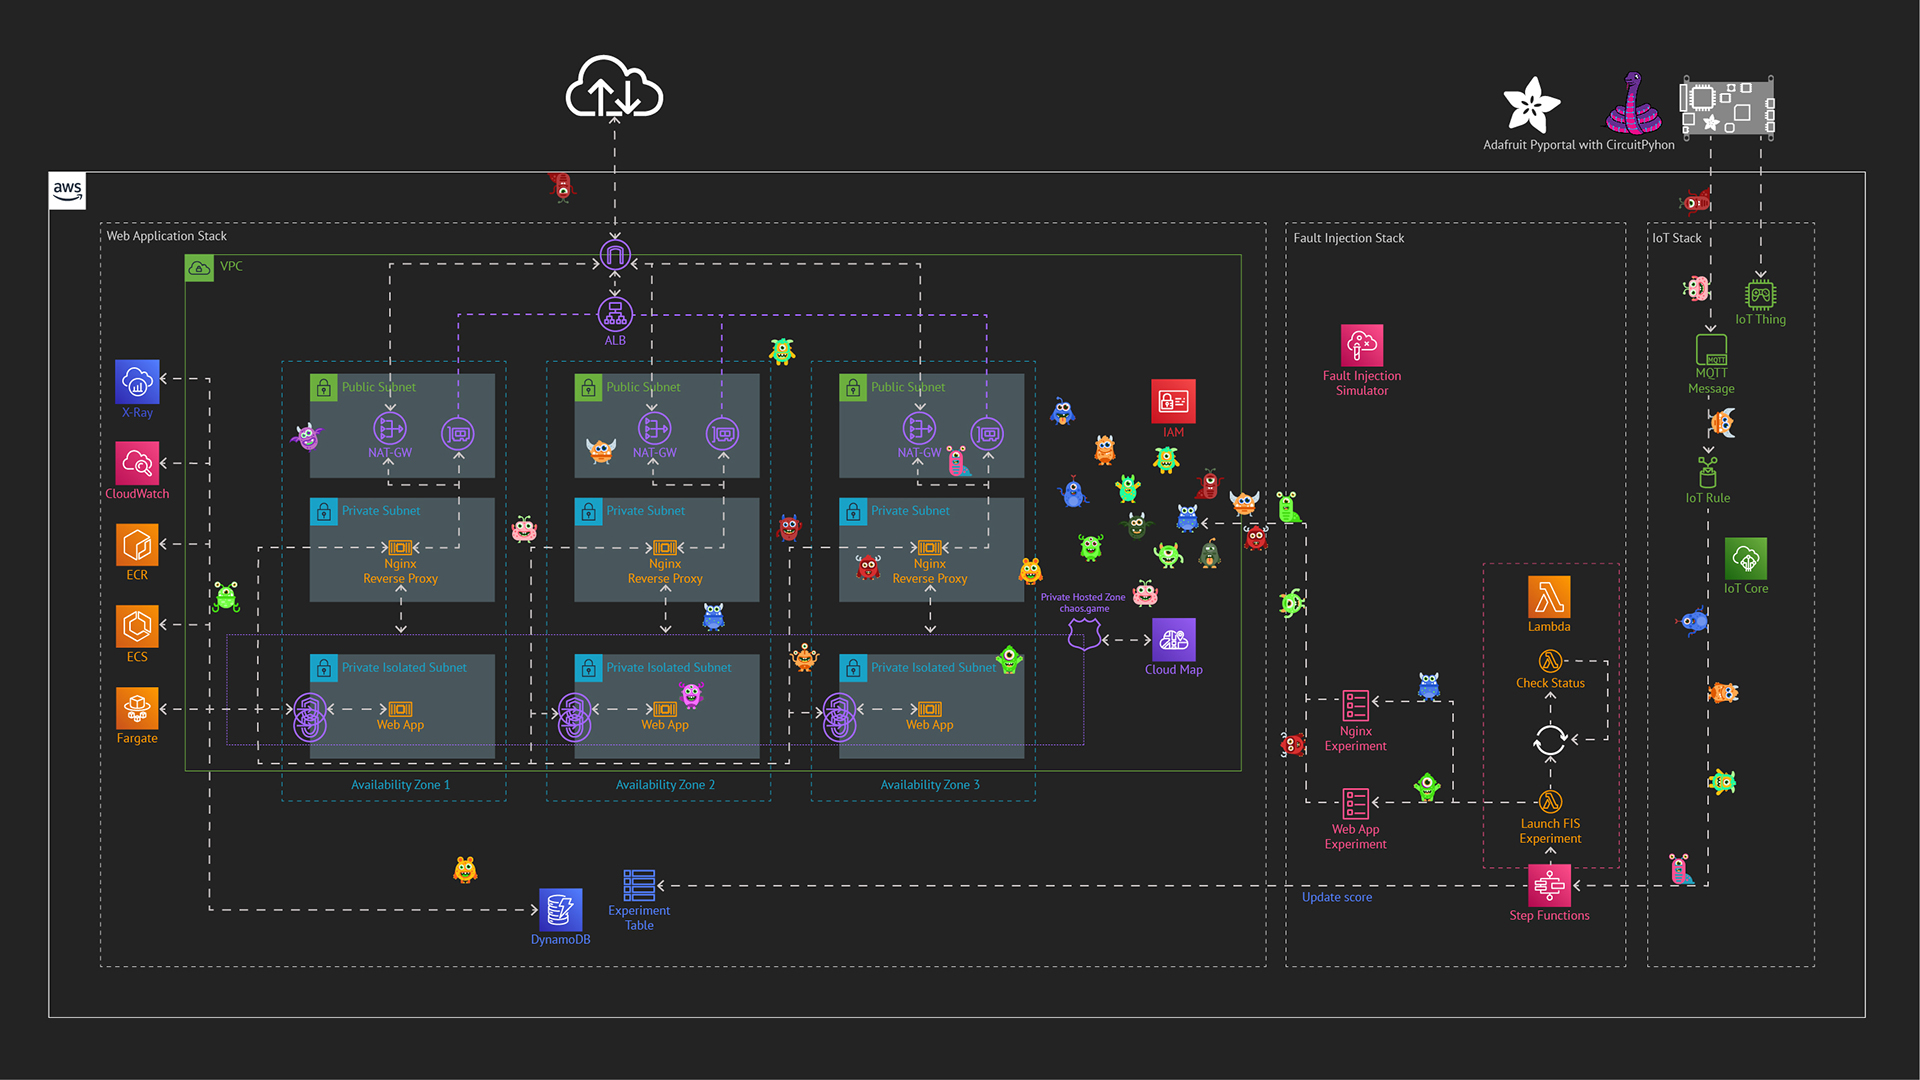 Adafruit Pyportal with CircuitPyhon
aws
Web Application Stack
VPC
ALB
Public Subnet
NAT-GW
Public Subnet
NAT-GW
Public Subnet
NAT-GW
Private Subnet
Nginx
Reverse Proxy
Private Subnet
Nginx
Reverse Proxy
Private Subnet
Nginx
Reverse Proxy
Private Isolated Subnet
Web App
Private Isolated Subnet
Web App
Private Isolated Subnet
Web App
Availability Zone 1
Availability Zone 2
Availability Zone 3
X-Ray
CloudWatch
ECR
ECS
Fargate
IAM
Private Hosted Zone
chaos.game
Cloud Map
DynamoDB
Experiment
Table
Fault Injection Stack
Fault Injection
Simulator
Nginx
Experiment
Web App
Experiment
Lambda
Check Status
Launch FIS
Experiment
Step Functions
Update score
IoT Stack
IoT Thing
MQTT
MQTT
Message
IoT Rule
IoT Core